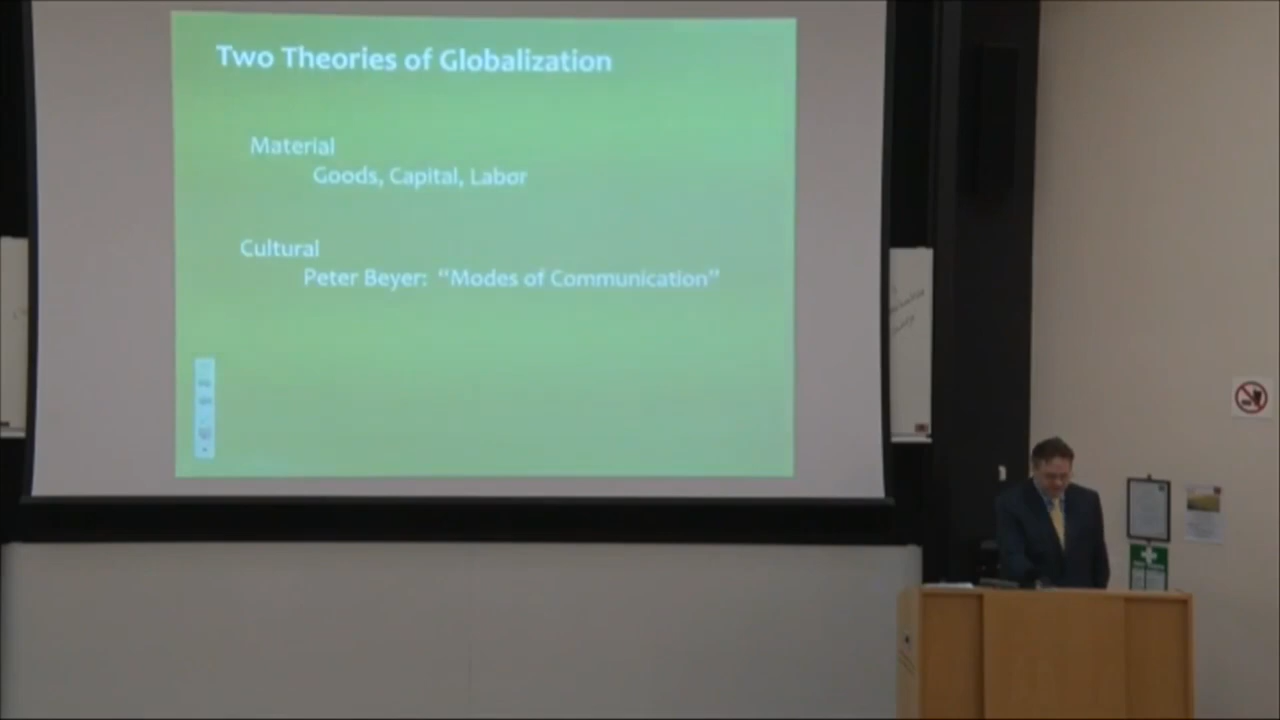 Two Theories of Globalization
Material
Goods, Capital, Labor
Cultural
Peter Beyer: “Modes of Communication”